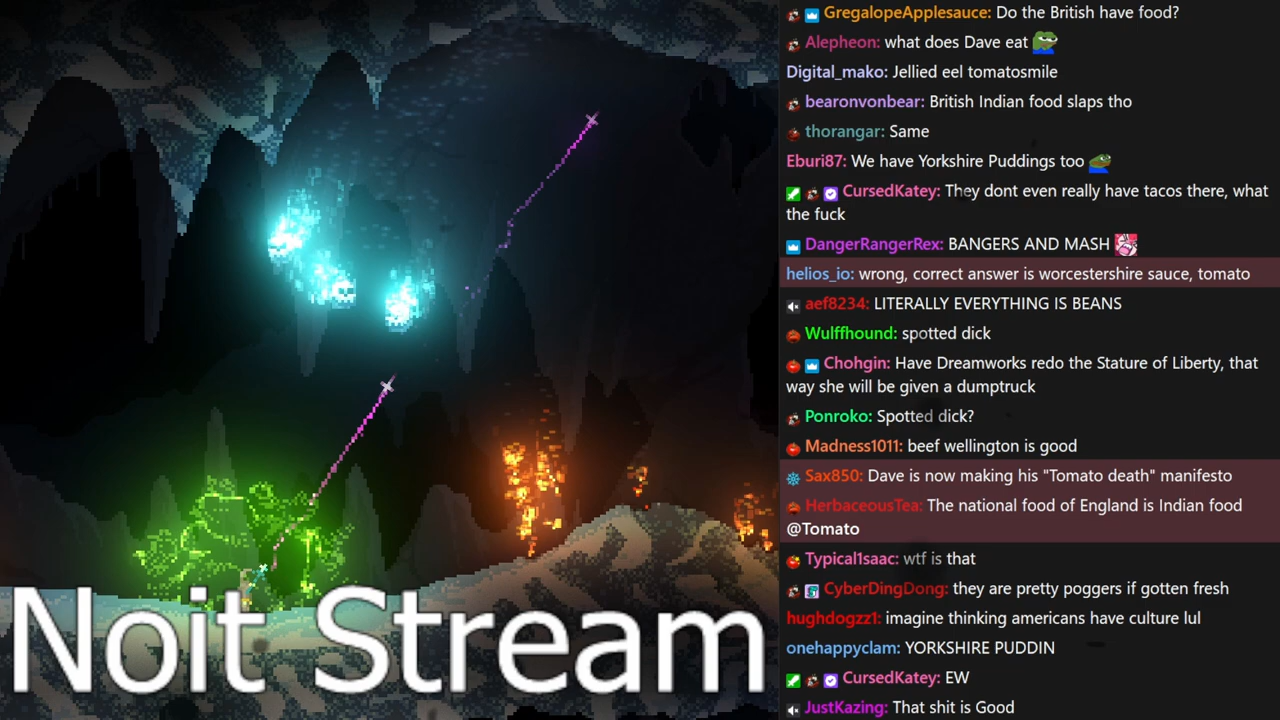 GregalopeApplesauce: Do the British have food?
Alepheon: what does Dave eat
Digital_mako: Jellied eel tomatosmile
bearonvonbear: British Indian food slaps tho
thorangar: Same
Eburi87: We have Yorkshire Puddings too
CursedKatey: They dont even really have tacos there, what
the fuck
DangerRangerRex: BANGERS AND MASH
helios_io: wrong, correct answer is worcestershire sauce, tomato
aef8234: LITERALLY EVERYTHING IS BEANS
Wulffhound: spotted dick
Chohgin: Have Dreamworks redo the Stature of Liberty, that
way she will be given a dumptruck
Ponroko: Spotted dick?
Madness1011: beef wellington is good
Sax850: Dave is now making his "Tomato death" manifesto
HerbaceousTea: The national food of England is Indian food
@Tomato
Typical1saac: wtf is that
CyberDingDong: they are pretty poggers if gotten fresh
hughdogzz1: imagine thinking americans have culture lul
onehappyclam: YORKSHIRE PUDDIN
CursedKatey: EW
JustKazing: That shit is Good
Noit Stream